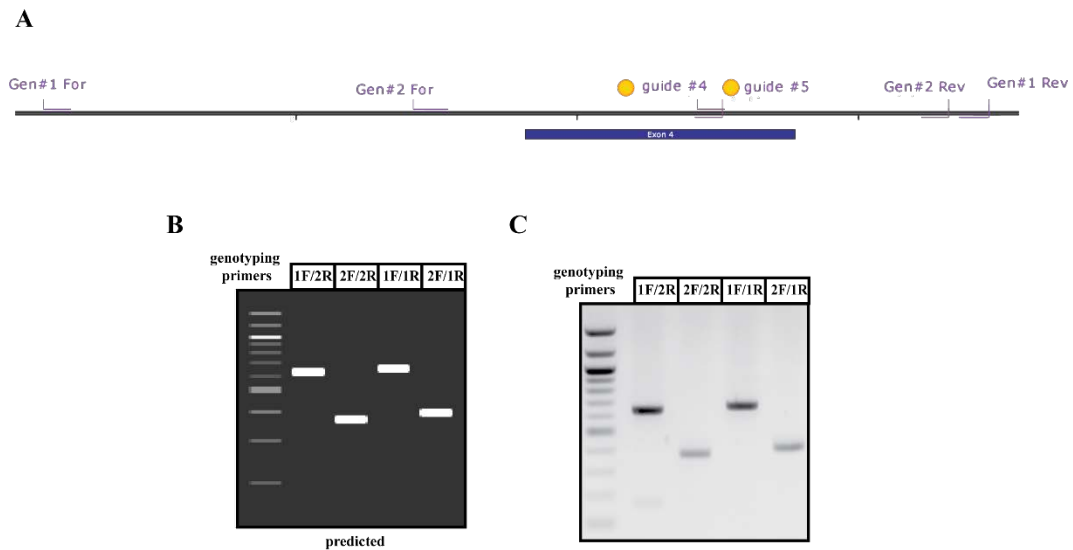 A
Gen#1 For
Gen#2 For
guide #4
guide #5
Gen#2 Rev
Gen#1 Rev
Exon 4
B
genotyping
primers
1F/2R
2F/2R
1F/1R
2F/1R
predicted
C
genotyping
primers
1F/2R
2F/2R
1F/1R
2F/1R